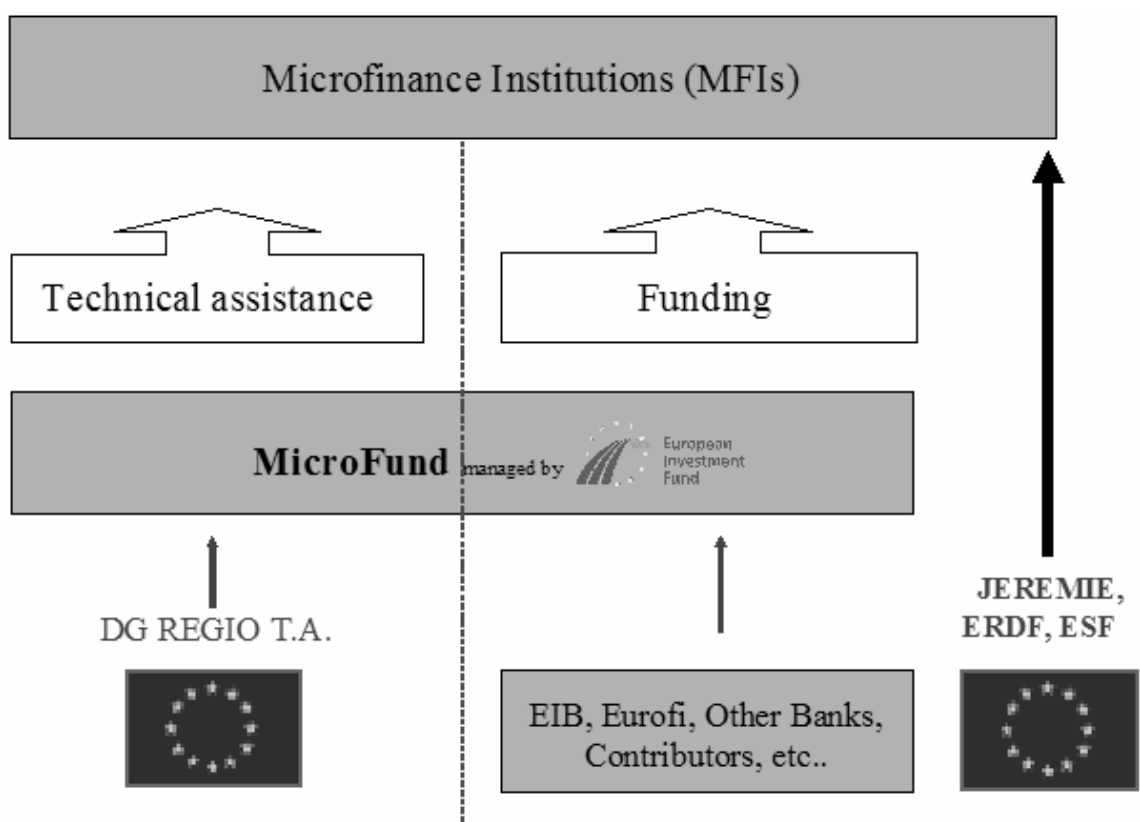 Microfinance Institutions (MFIs)
Technical assistance
Funding
MicroFund managed by
European
Investment
Fund
DG REGIO T.A.
JEREMIE,
ERDF, ESF
EIB, Eurofi, Other Banks,
Contributors, etc..